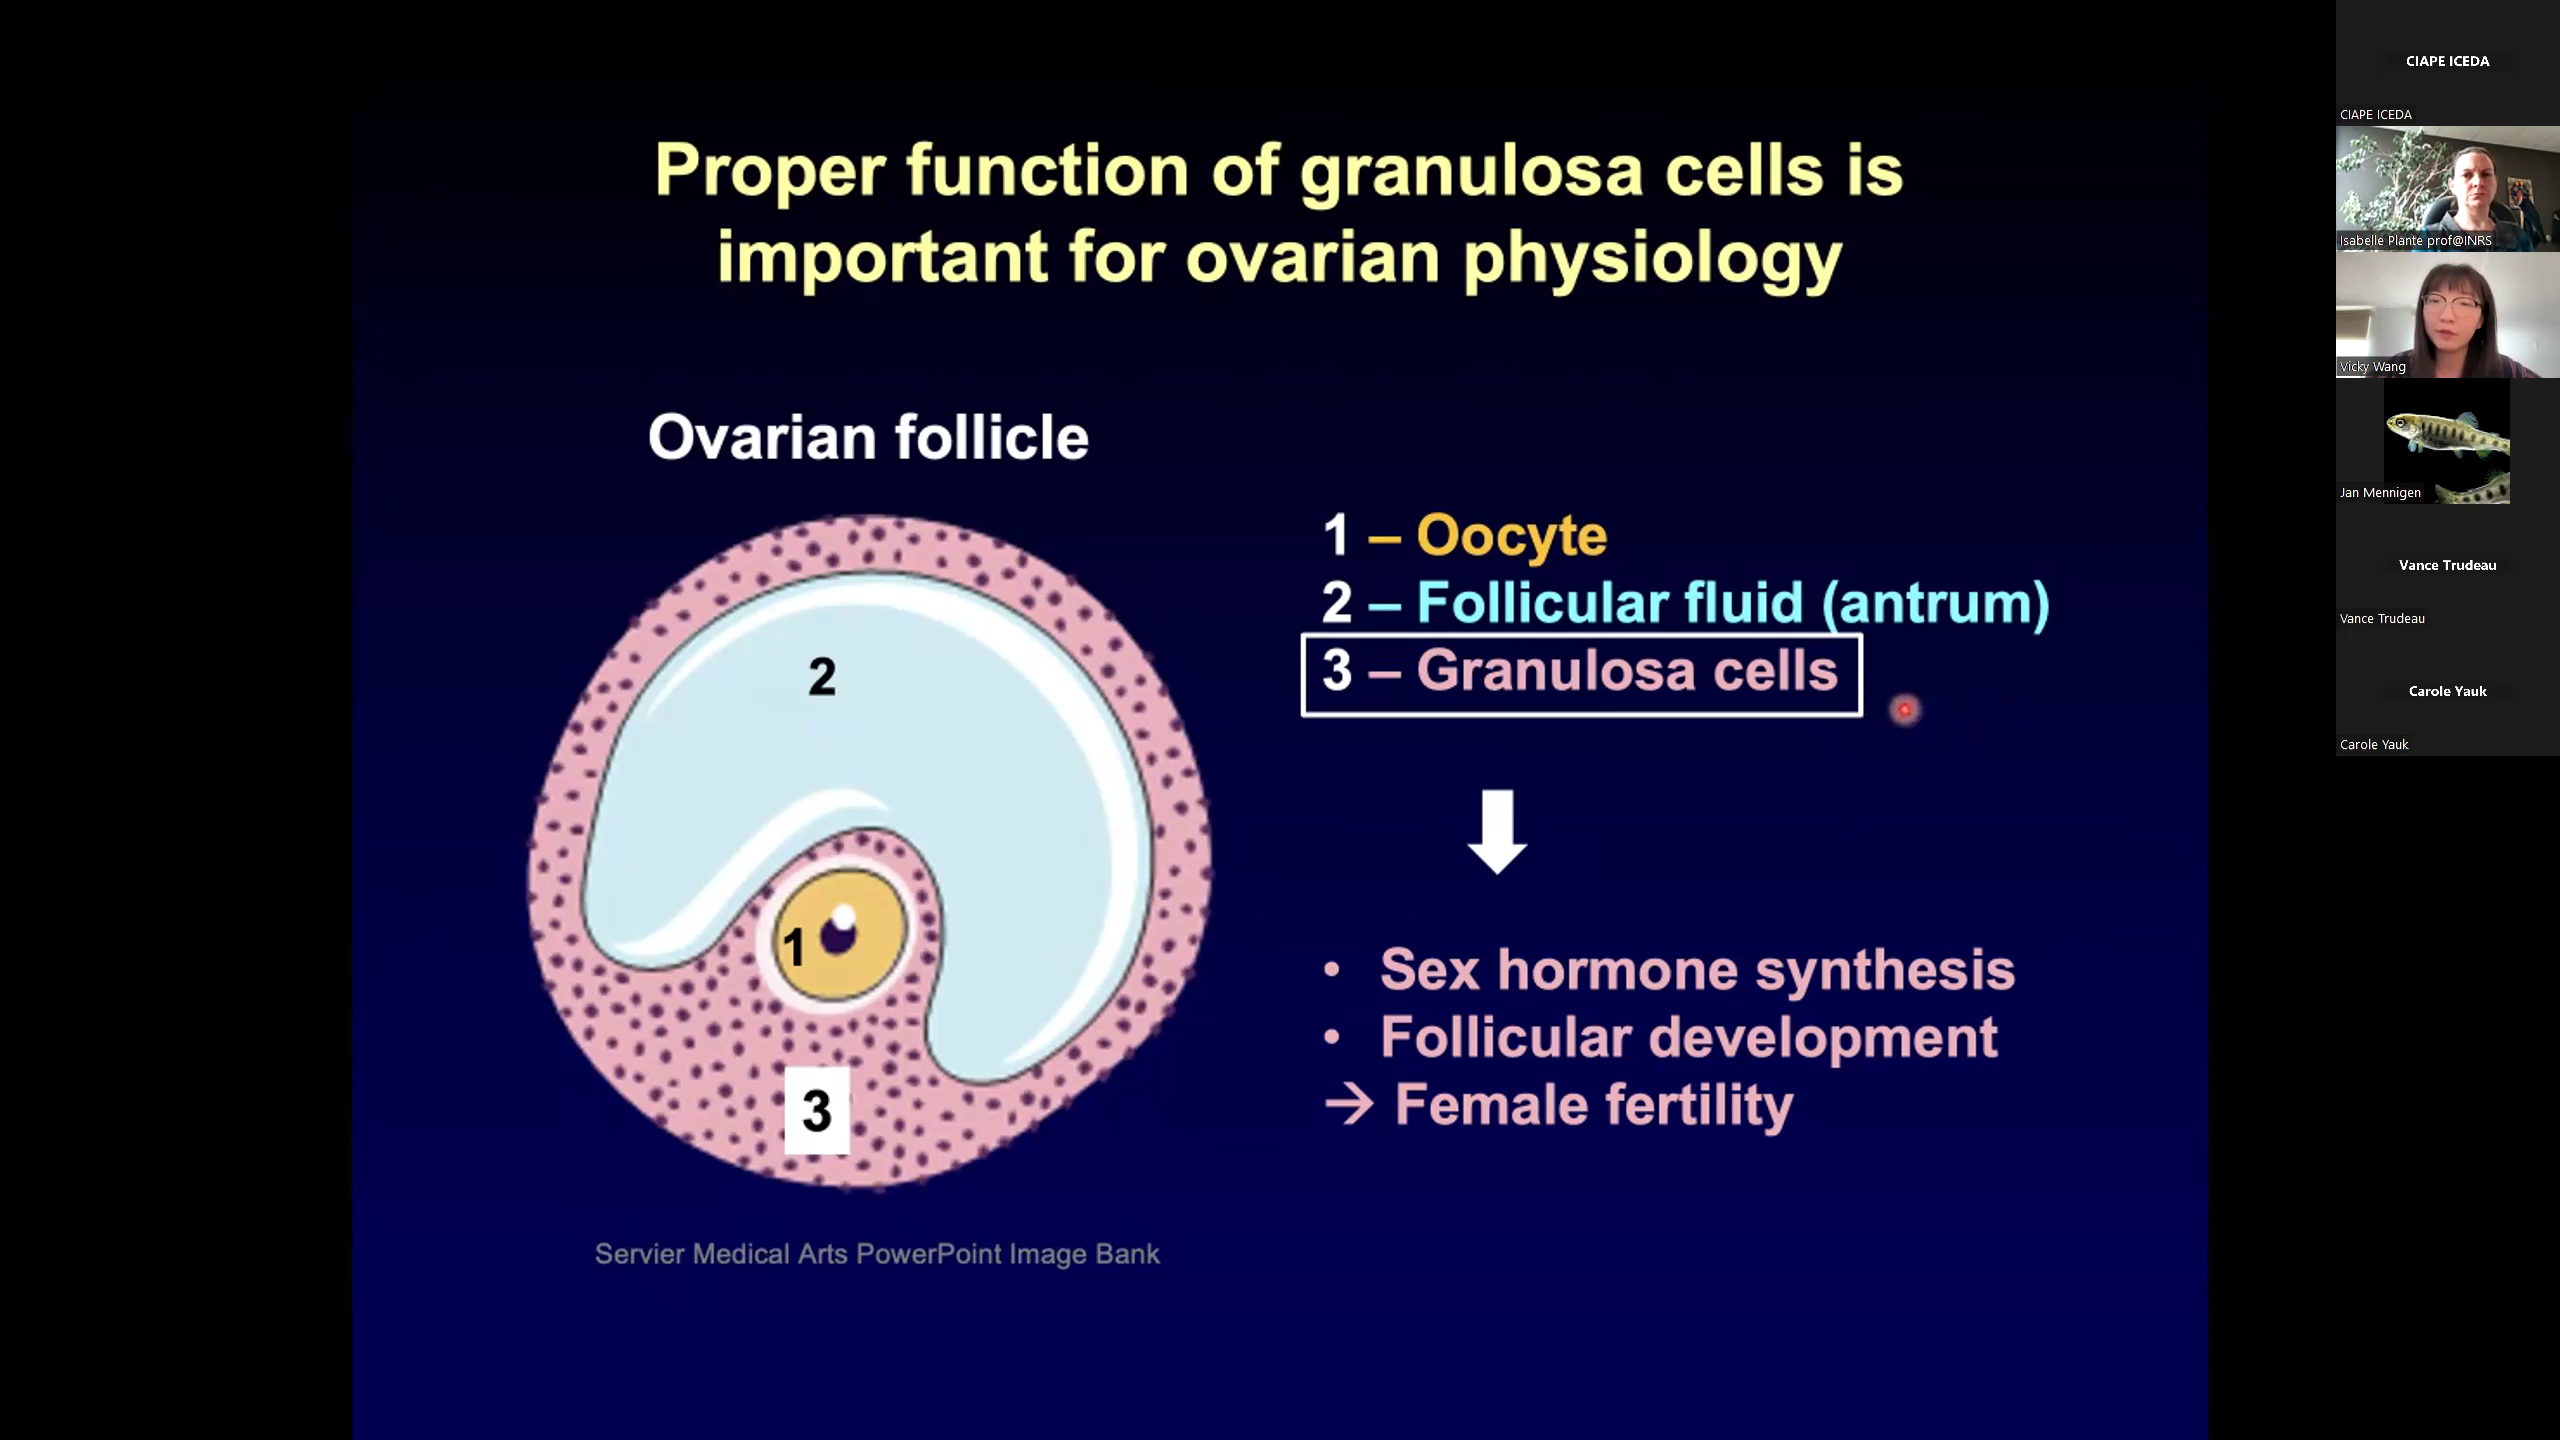 Proper function of granulosa cells is
important for ovarian physiology
Ovarian follicle
1 – Oocyte
2 – Follicular fluid (antrum)
3 – Granulosa cells
2
1
3
• Sex hormone synthesis
• Follicular development
→ Female fertility
Servier Medical Arts PowerPoint Image Bank
CIAPE ICEDA
CIAPE ICEDA
Isabelle Plante prof@INRS
Vicky Wang
Jan Mennigen
Vance Trudeau
Vance Trudeau
Carole Yauk
Carole Yauk